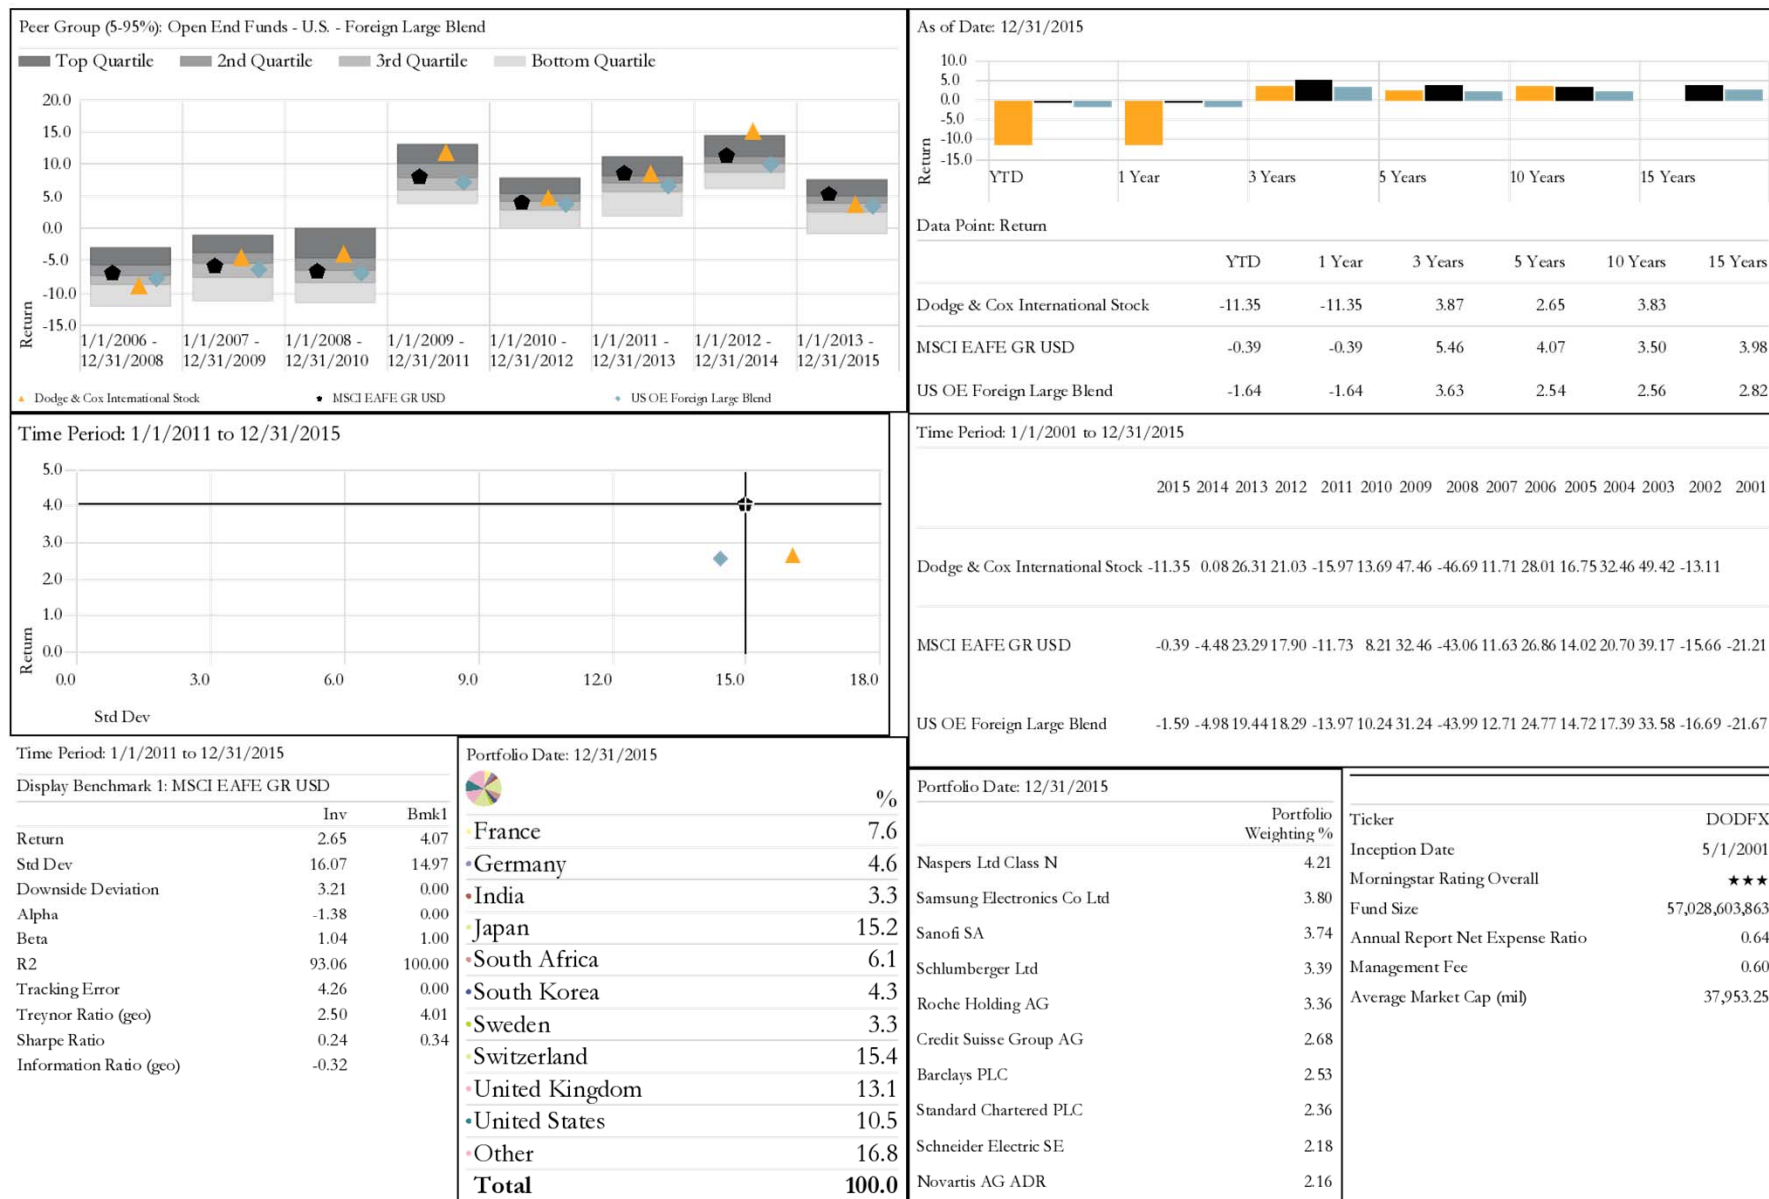 Peer Group (5-95%): Open End Funds - U.S. - Foreign Large Blend
Top Quartile 2nd Quartile 3rd Quartile Bottom Quartile
20.0
15.0
10.0
5.0
0.0
-5.0
-10.0
-15.0
Return
1/1/2006 - 1/1/2007 - 1/1/2008 - 1/1/2009 - 1/1/2010 - 1/1/2011 - 1/1/2012 - 1/1/2013 -
12/31/2008 12/31/2009 12/31/2010 12/31/2011 12/31/2012 12/31/2013 12/31/2014 12/31/2015
Dodge & Cox International Stock MSCI EAFE GR USD US OE Foreign Large Blend
As of Date: 12/31/2015
10.0
5.0
0.0
-5.0
-10.0
-15.0
Return
YTD 1 Year 3 Years 5 Years 10 Years 15 Years
Data Point: Return
YTD 1 Year 3 Years 5 Years 10 Years 15 Years
Dodge & Cox International Stock -11.35 -11.35 3.87 2.65 3.83
MSCI EAFE GR USD -0.39 -0.39 5.46 4.07 3.50 3.98
US OE Foreign Large Blend -1.64 -1.64 3.63 2.54 2.56 2.82
Time Period: 1/1/2011 to 12/31/2015
5.0
4.0
3.0
2.0
1.0
0.0
Return
0.0 3.0 6.0 9.0 12.0 15.0 18.0
Std Dev
Time Period: 1/1/2001 to 12/31/2015
2015 2014 2013 2012 2011 2010 2009 2008 2007 2006 2005 2004 2003 2002 2001
Dodge & Cox International Stock -11.35 0.08 26.31 21.03 -15.97 13.69 47.46 -46.69 11.71 28.01 16.75 32.46 49.42 -13.11
MSCI EAFE GR USD -0.39 -4.48 23.29 17.90 -11.73 8.21 32.46 -43.06 11.63 26.86 14.02 20.70 39.17 -15.66 -21.21
US OE Foreign Large Blend -1.59 -4.98 19.44 18.29 -13.97 10.24 31.24 -43.99 12.71 24.77 14.72 17.39 33.58 -16.69 -21.67
Time Period: 1/1/2011 to 12/31/2015
Display Benchmark 1: MSCI EAFE GR USD
Inv Bmk1
Return 2.65 4.07
Std Dev 16.07 14.97
Downside Deviation 3.21 0.00
Alpha -1.38 0.00
Beta 1.04 1.00
R2 93.06 100.00
Tracking Error 4.26 0.00
Treynor Ratio (geo) 2.50 4.01
Sharpe Ratio 0.24 0.34
Information Ratio (geo) -0.32
Portfolio Date: 12/31/2015
%
France 7.6
Germany 4.6
India 3.3
Japan 15.2
South Africa 6.1
South Korea 4.3
Sweden 3.3
Switzerland 15.4
United Kingdom 13.1
United States 10.5
Other 16.8
Total 100.0
Portfolio Date: 12/31/2015
Portfolio
Weighting %
Naspers Ltd Class N 4.21
Samsung Electronics Co Ltd 3.80
Sanofi SA 3.74
Schlumberger Ltd 3.39
Roche Holding AG 3.36
Credit Suisse Group AG 2.68
Barclays PLC 2.53
Standard Chartered PLC 2.36
Schneider Electric SE 2.18
Novartis AG ADR 2.16
Ticker DODFX
Inception Date 5/1/2001
Morningstar Rating Overall ★★★
Fund Size 57,028,603,863
Annual Report Net Expense Ratio 0.64
Management Fee 0.60
Average Market Cap (mil) 37,953.25